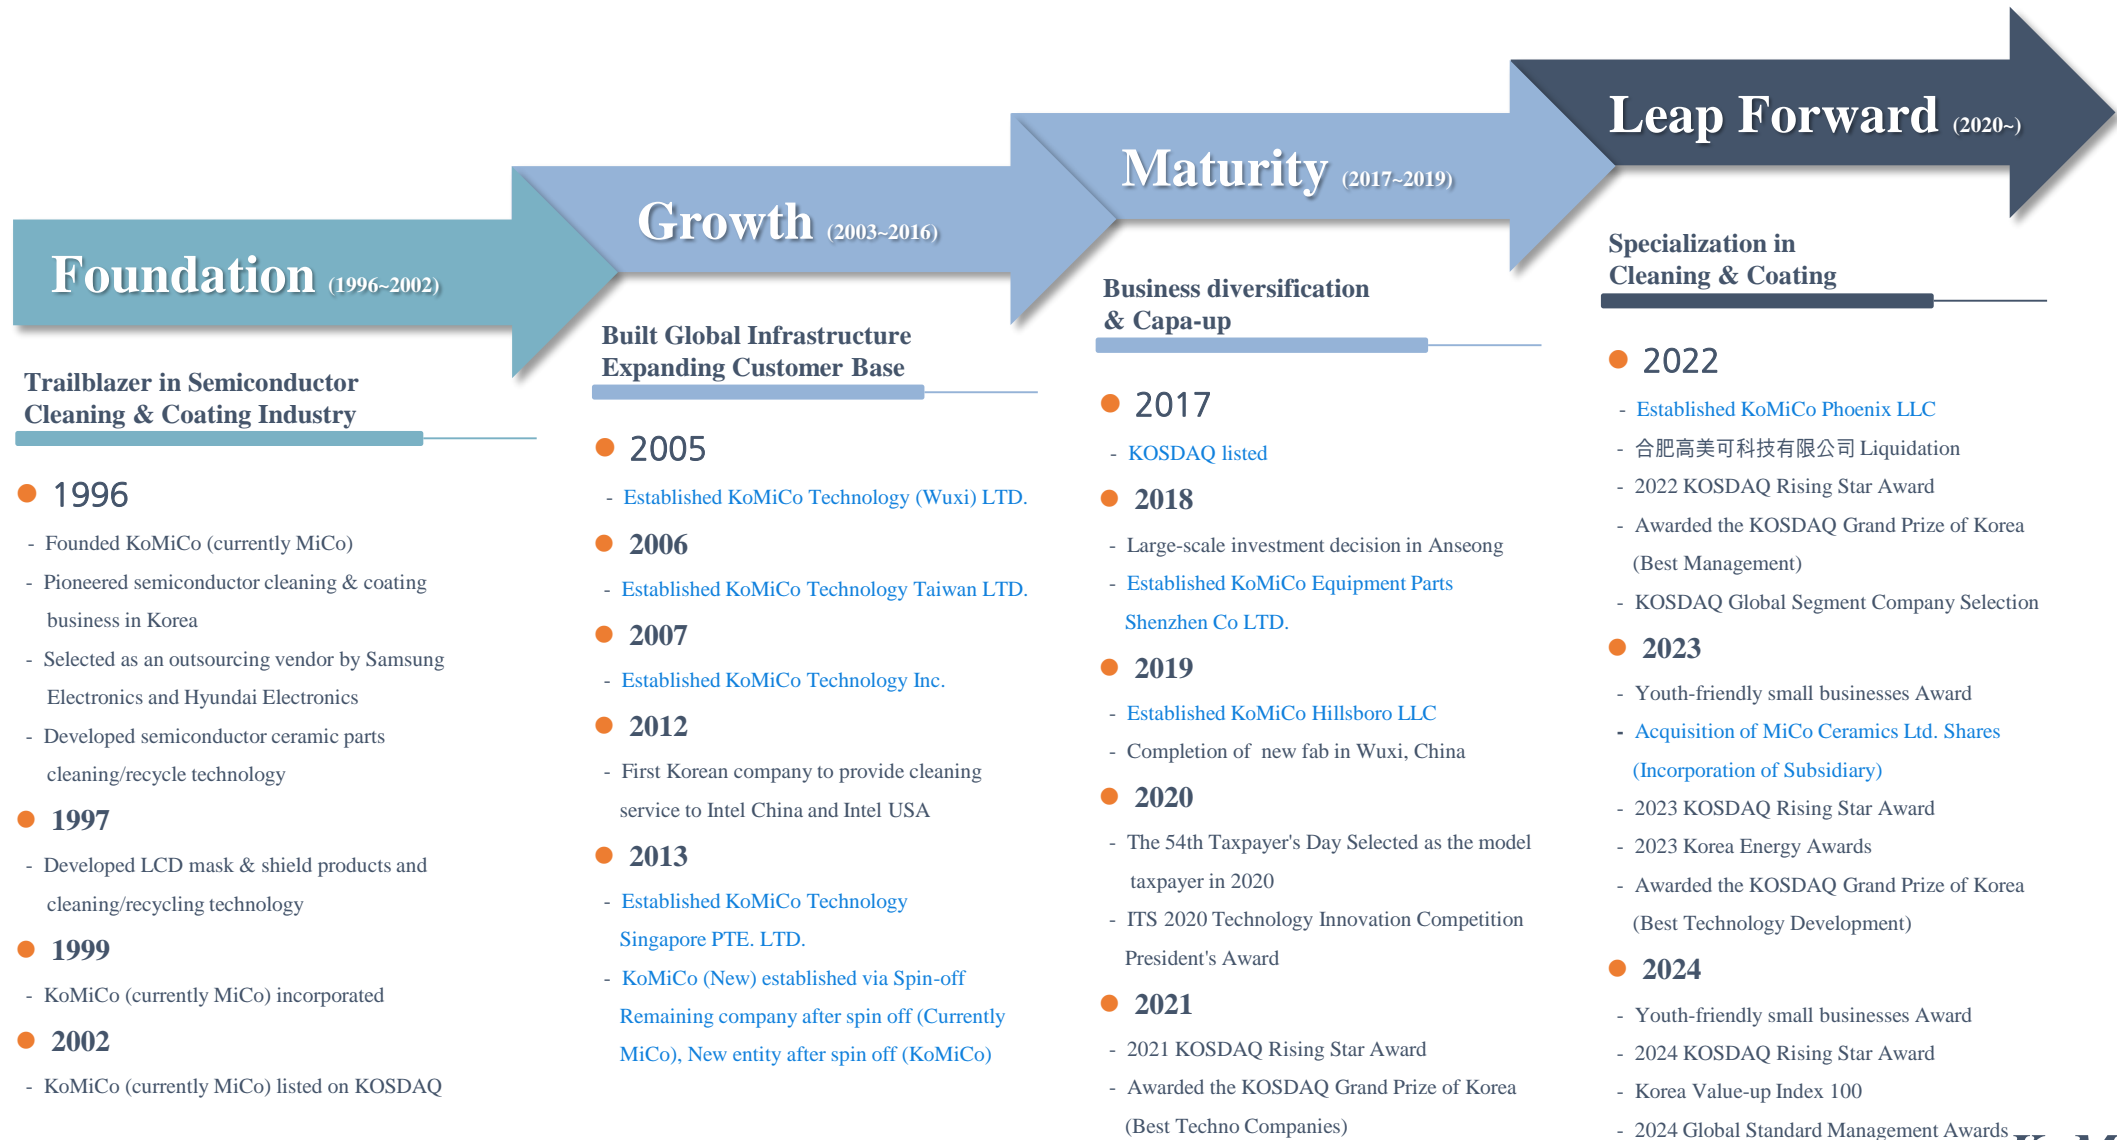 Foundation (1996~2002)
Trailblazer in Semiconductor
Cleaning & Coating Industry
1996
- Founded KoMiCo (currently MiCo)
- Pioneered semiconductor cleaning & coating
business in Korea
- Selected as an outsourcing vendor by Samsung
Electronics and Hyundai Electronics
- Developed semiconductor ceramic parts
cleaning/recycle technology
1997
- Developed LCD mask & shield products and
cleaning/recycling technology
1999
- KoMiCo (currently MiCo) incorporated
2002
- KoMiCo (currently MiCo) listed on KOSDAQ
Growth (2003~2016)
Built Global Infrastructure
Expanding Customer Base
2005
- Established KoMiCo Technology (Wuxi) LTD.
2006
- Established KoMiCo Technology Taiwan LTD.
2007
- Established KoMiCo Technology Inc.
2012
- First Korean company to provide cleaning
service to Intel China and Intel USA
2013
- Established KoMiCo Technology
Singapore PTE. LTD.
- KoMiCo (New) established via Spin-off
Remaining company after spin off (Currently
MiCo), New entity after spin off (KoMiCo)
Maturity (2017~2019)
Business diversification
& Capa-up
2017
- KOSDAQ listed
2018
- Large-scale investment decision in Anseong
- Established KoMiCo Equipment Parts
Shenzhen Co LTD.
2019
- Established KoMiCo Hillsboro LLC
- Completion of new fab in Wuxi, China
2020
- The 54th Taxpayer's Day Selected as the model
taxpayer in 2020
- ITS 2020 Technology Innovation Competition
President's Award
2021
- 2021 KOSDAQ Rising Star Award
- Awarded the KOSDAQ Grand Prize of Korea
(Best Techno Companies)
Leap Forward (2020~)
Specialization in
Cleaning & Coating
2022
- Established KoMiCo Phoenix LLC
- 合肥高美可科技有限公司 Liquidation
- 2022 KOSDAQ Rising Star Award
- Awarded the KOSDAQ Grand Prize of Korea
(Best Management)
- KOSDAQ Global Segment Company Selection
2023
- Youth-friendly small businesses Award
- Acquisition of MiCo Ceramics Ltd. Shares
(Incorporation of Subsidiary)
- 2023 KOSDAQ Rising Star Award
- 2023 Korea Energy Awards
- Awarded the KOSDAQ Grand Prize of Korea
(Best Technology Development)
2024
- Youth-friendly small businesses Award
- 2024 KOSDAQ Rising Star Award
- Korea Value-up Index 100
- 2024 Global Standard Management Awards